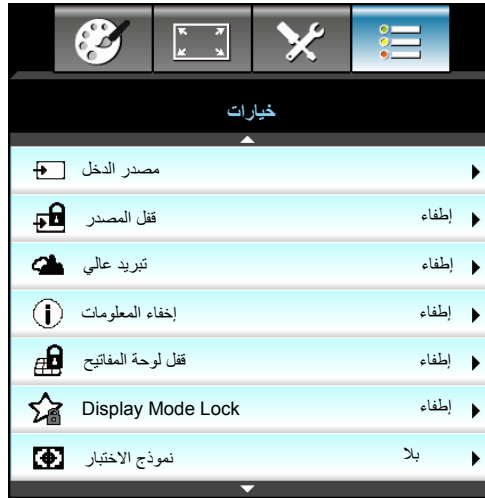 خيارات
مصدر الدخل
قفل المصدر إطفاء
تبريد عالي إطفاء
إخفاء المعلومات إطفاء
قفل لوحة المفاتيح إطفاء
Display Mode Lock إطفاء
نموذج الاختبار بلا